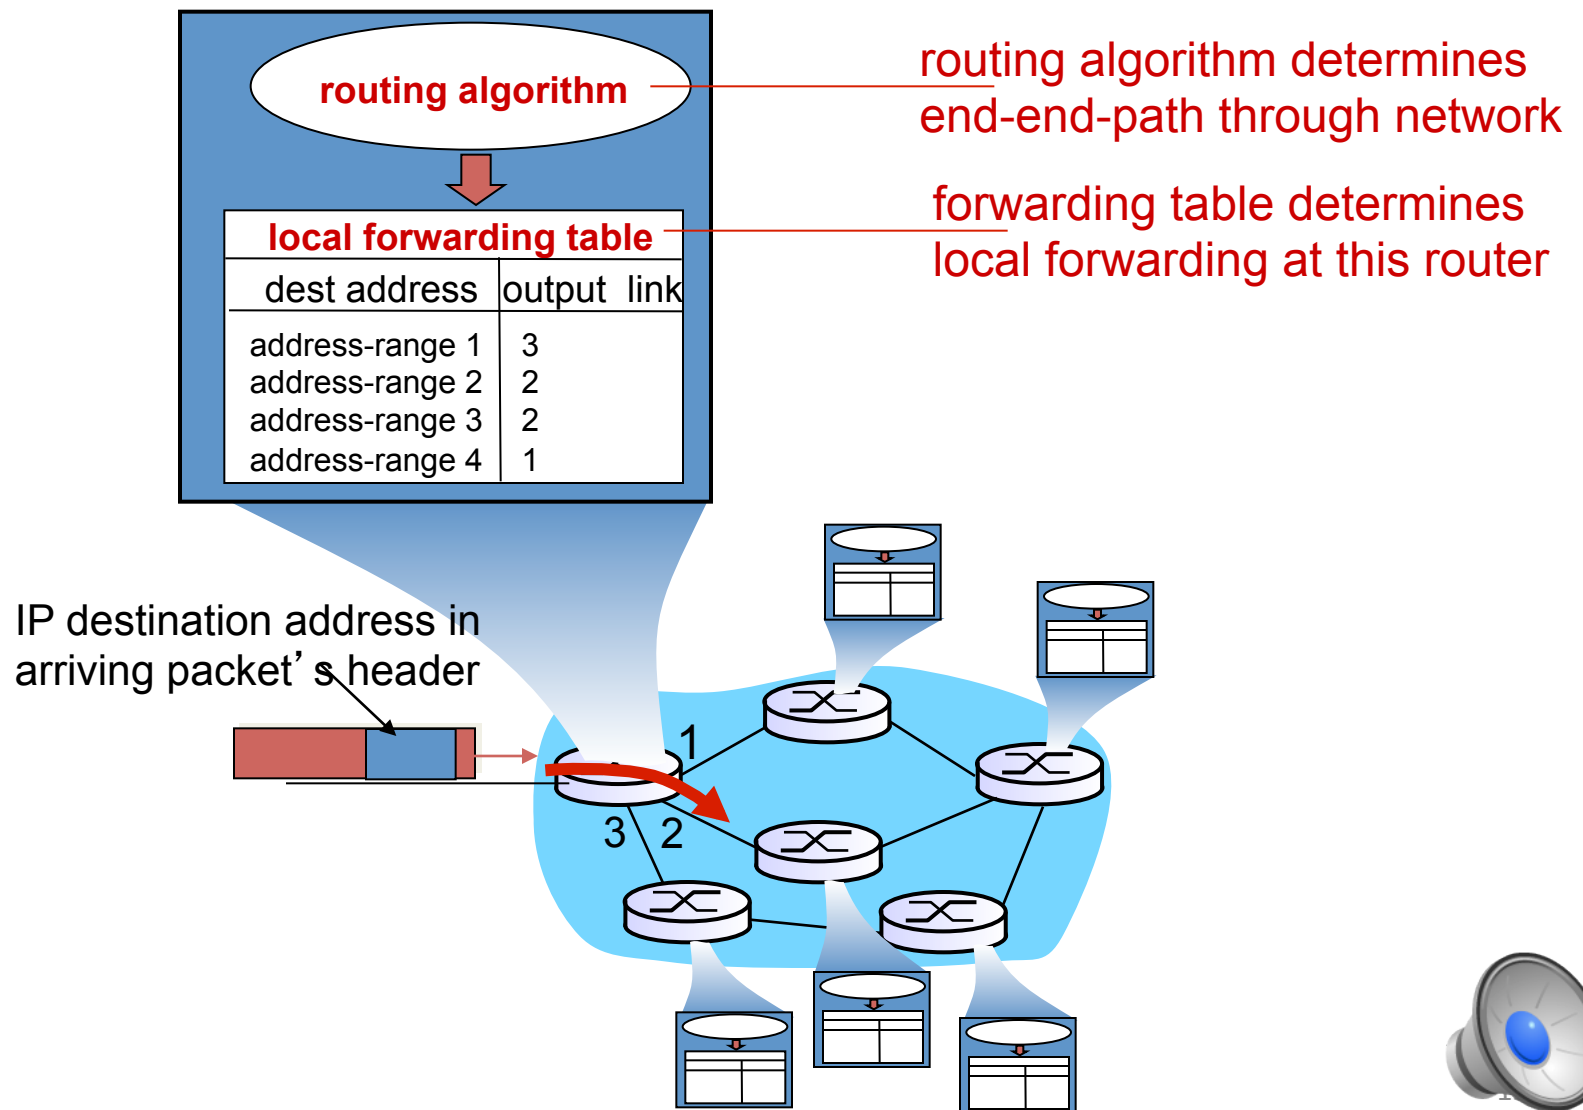 routing algorithm
routing algorithm determines
end-end-path through network
local forwarding table
forwarding table determines
local forwarding at this router
dest address output link
address-range 1 3
address-range 2 2
address-range 3 2
address-range 4 1
IP destination address in
arriving packet’s header
1
3 2